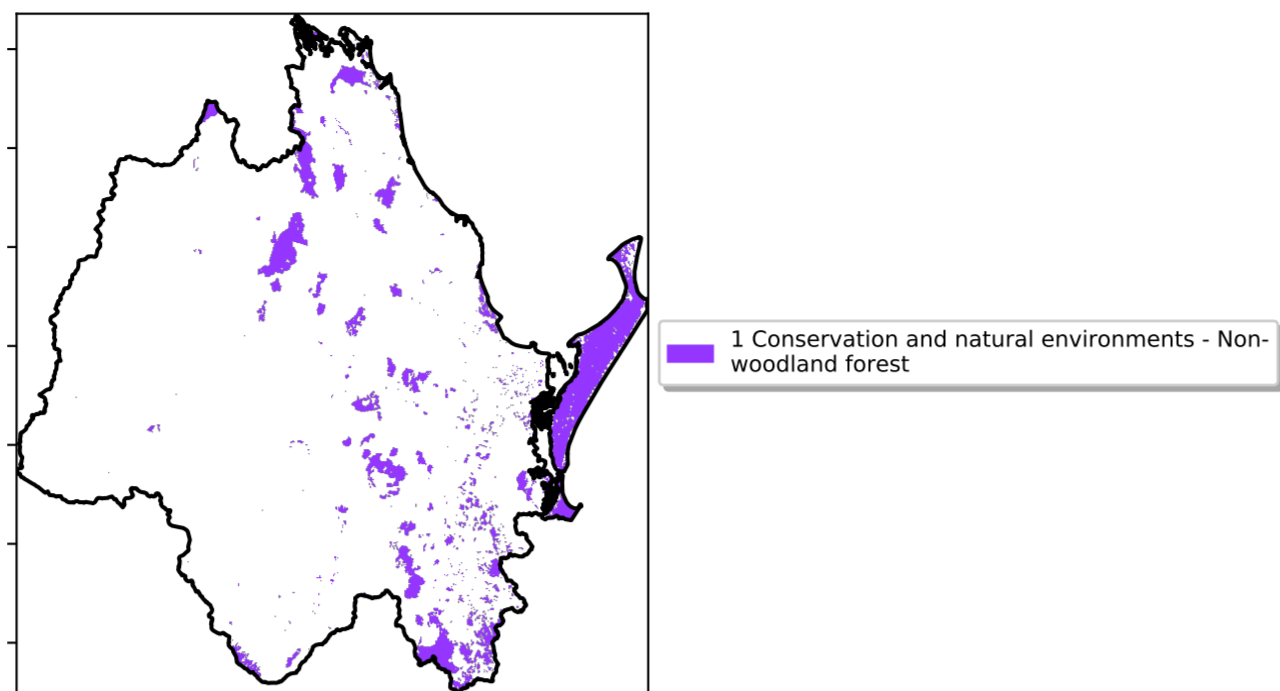 1 Conservation and natural environments - Non-
woodland forest